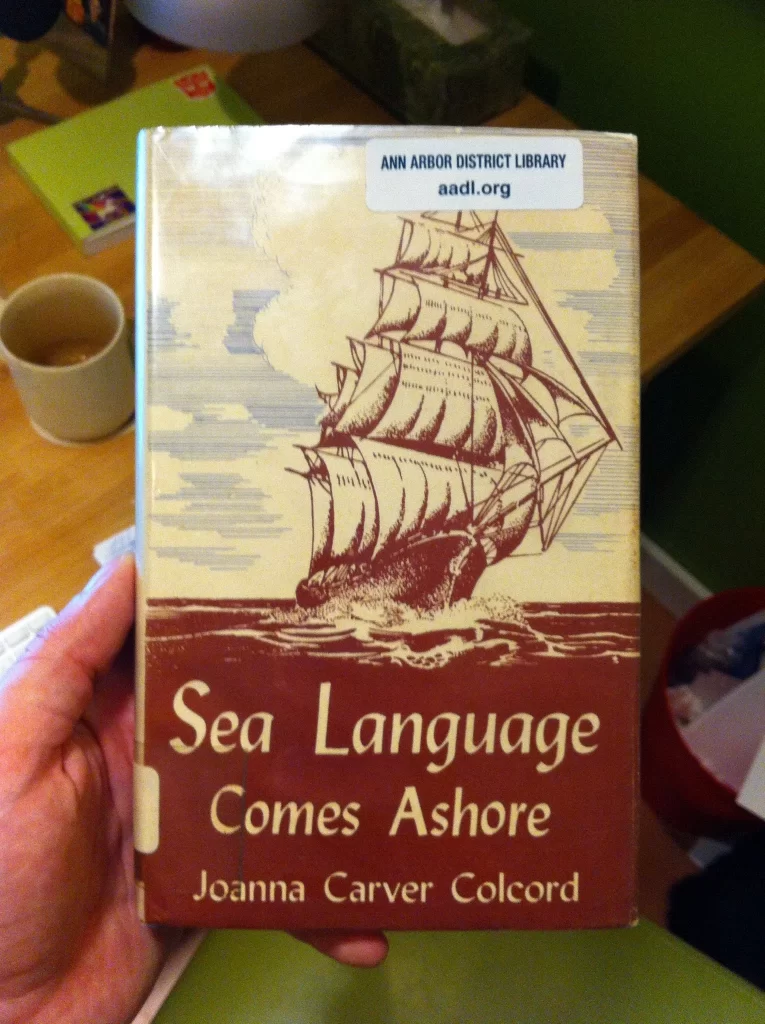 ANN ARBOR DISTRICT LIBRARY
aadl.org
Sea Language
Comes Ashore
Joanna Carver Colcord